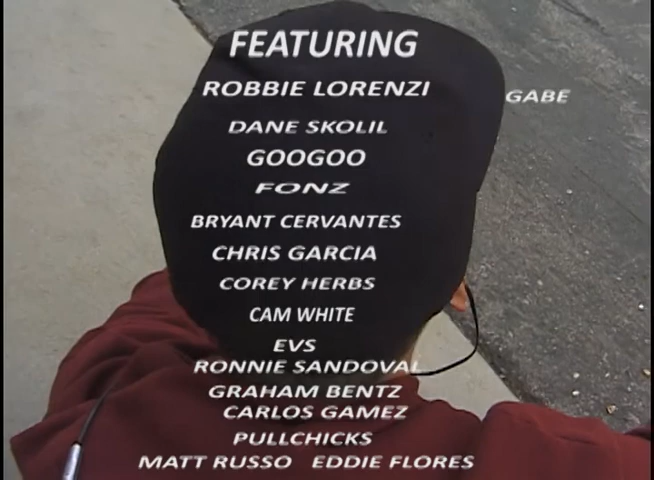 FEATURING
ROBBIE LORENZI
GABE
DANE SKOLIL
GOOGOO
FONZ
BRYANT CERVANTES
CHRIS GARCIA
COREY HERBS
CAM WHITE
EVS
RONNIE SANDOVAL
GRAHAM BENTZ
CARLOS GAMEZ
PULLCHICKS
MATT RUSSO EDDIE FLORES